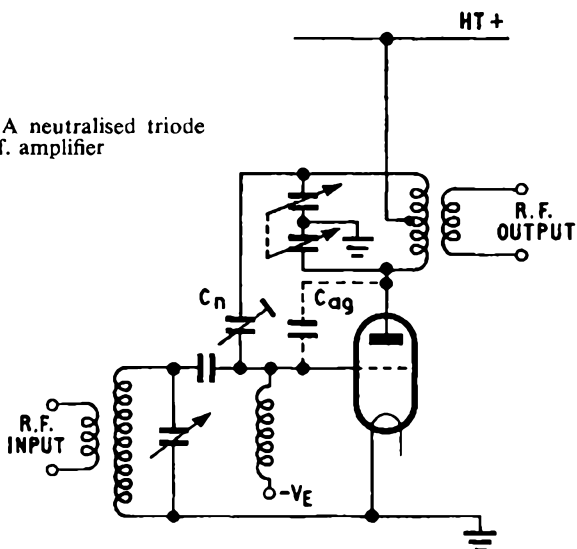 HT+
A neutralised triode
f. amplifier
R.F.
OUTPUT
Cn
Cag
R.F.
INPUT
-VE